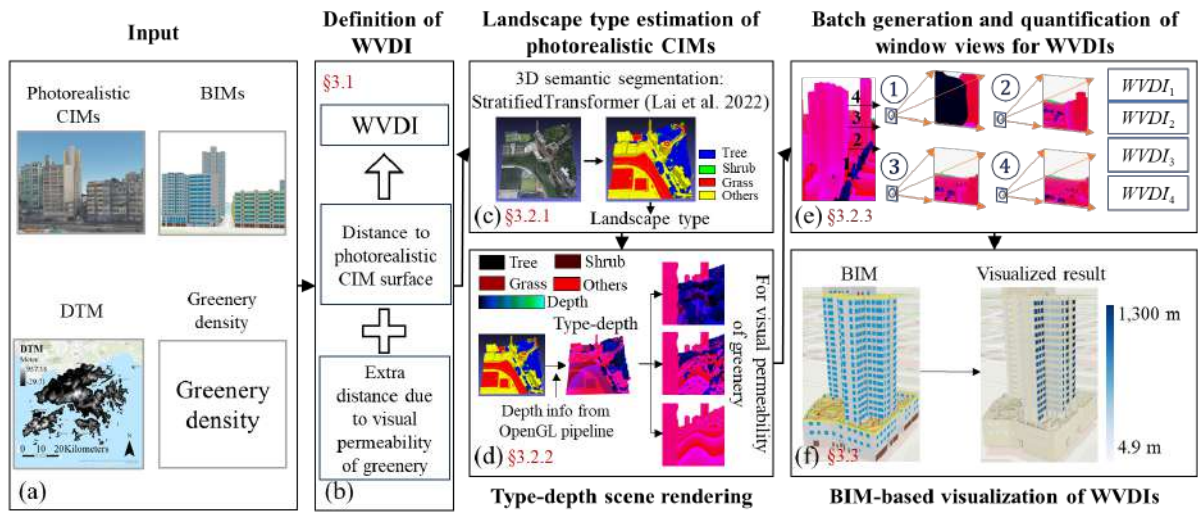 Input
Photorealistic
CIMs
BIMs
DTM
Greenery
density
DTM
Meter
957.18
-29.71
0 10 20Kilometers
Greenery
density
(a)
Definition of
WVDI
§3.1
WVDI
Distance to
photorealistic
CIM surface
Extra
distance due
to visual
permeability
of greenery
(b)
Landscape type estimation of
photorealistic CIMs
3D semantic segmentation:
StratifiedTransformer (Lai et al. 2022)
Tree
Shrub
Grass
Others
(c) §3.2.1
Landscape type
Tree
Shrub
Grass
Others
Depth
Type-depth
Depth info from
OpenGL pipeline
For visual permeability
of greenery
(d) §3.2.2
Type-depth scene rendering
Batch generation and quantification of
window views for WVDIs
4
3
2
1
1
2
3
4
WVDI1
WVDI2
WVDI3
WVDI4
(e) §3.2.3
BIM
Visualized result
1,300 m
4.9 m
(f) §3.3
BIM-based visualization of WVDIs